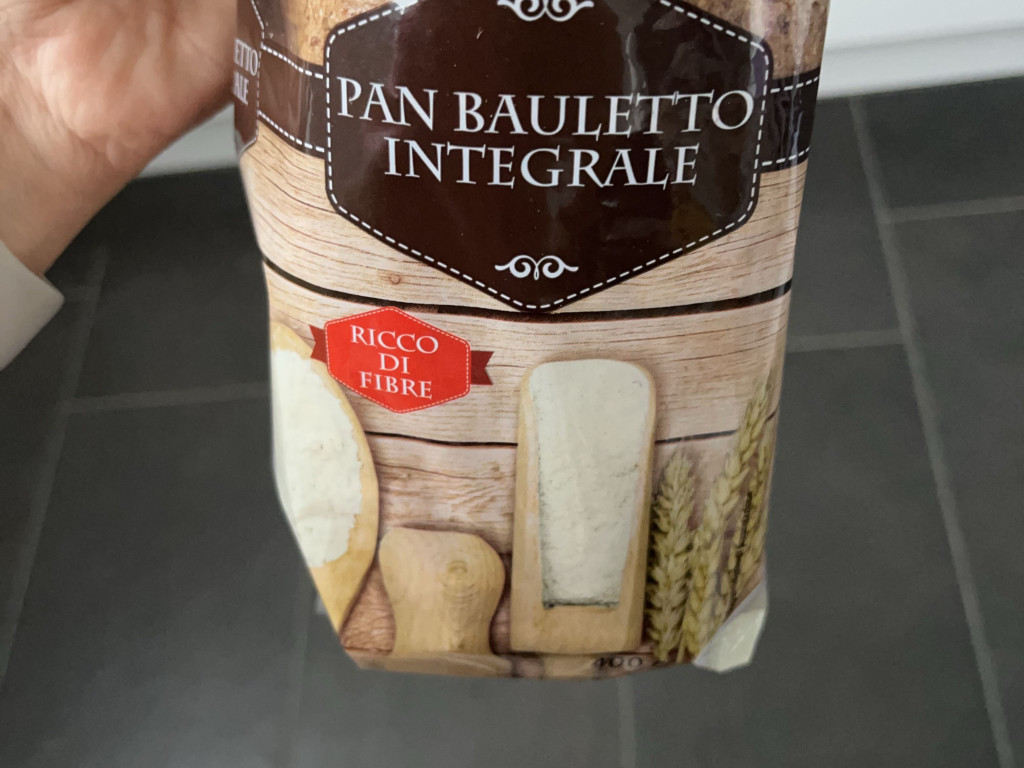 PAN BAULETTO
INTEGRALE
RICCO
DI
FIBRE